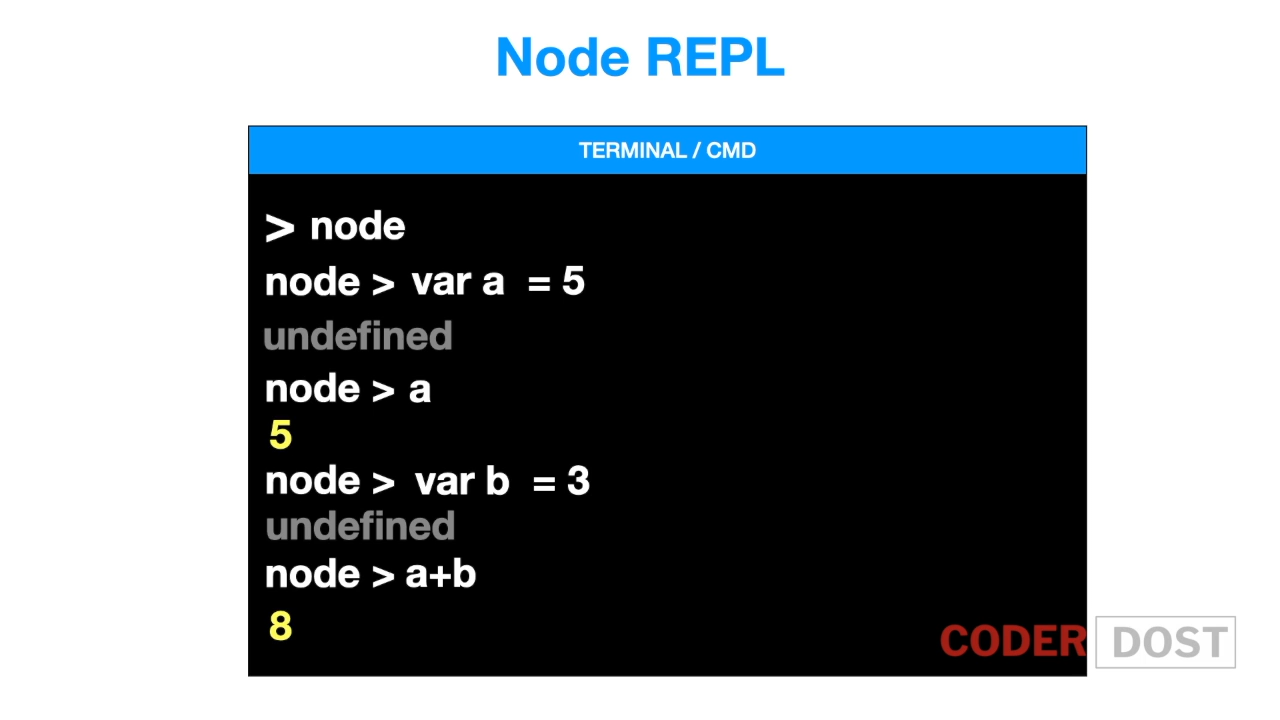 Node REPL
TERMINAL / CMD
> node
node > var a = 5
undefined
node > a
5
node > var b = 3
undefined
node > a+b
8
CODER DOST